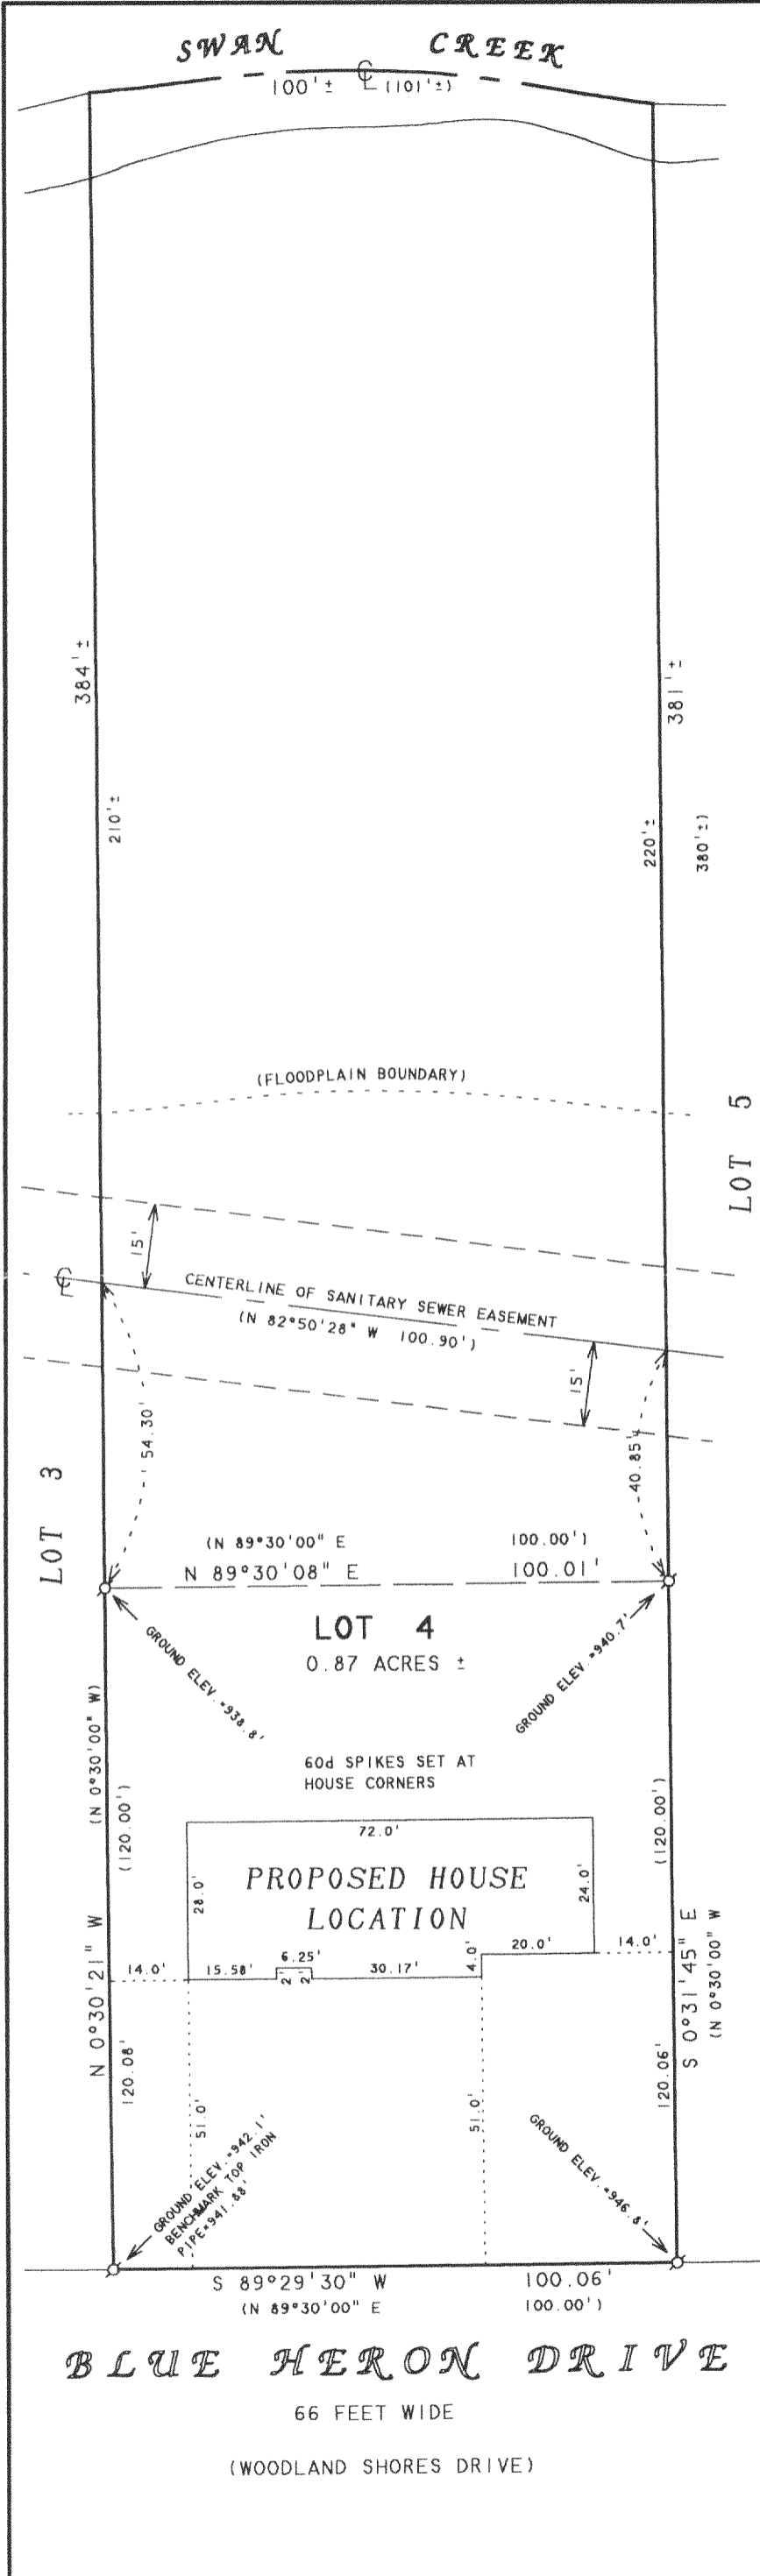 SWAN CREEK
100'± ℄ (101'±)
384'±
381'±
210'±
220'±
380'±)
(FLOODPLAIN BOUNDARY)
LOT 5
15'
℄
CENTERLINE OF SANITARY SEWER EASEMENT
(N 82°50'28" W 100.90')
15'
54.30'
40.85'
LOT 3
(N 89°30'00" E 100.00')
N 89°30'08" E 100.01'
LOT 4
0.87 ACRES ±
GROUND ELEV.=938.8'
GROUND ELEV.=940.7'
60d SPIKES SET AT
HOUSE CORNERS
(N 0°30'00" W)
(120.00')
(120.00')
72.0'
28.0'
PROPOSED HOUSE
LOCATION
24.0'
14.0'
15.58'
6.25'
2'
2'
30.17'
4.0'
20.0'
14.0'
N 0°30'21" W
120.08'
S 0°31'45" E
(N 0°30'00" W
120.06'
51.0'
51.0'
GROUND ELEV.=942.1'
BENCHMARK TOP IRON
PIPE=941.88'
GROUND ELEV.=946.8'
S 89°29'30" W 100.06'
(N 89°30'00" E 100.00')
BLUE HERON DRIVE
66 FEET WIDE
(WOODLAND SHORES DRIVE)